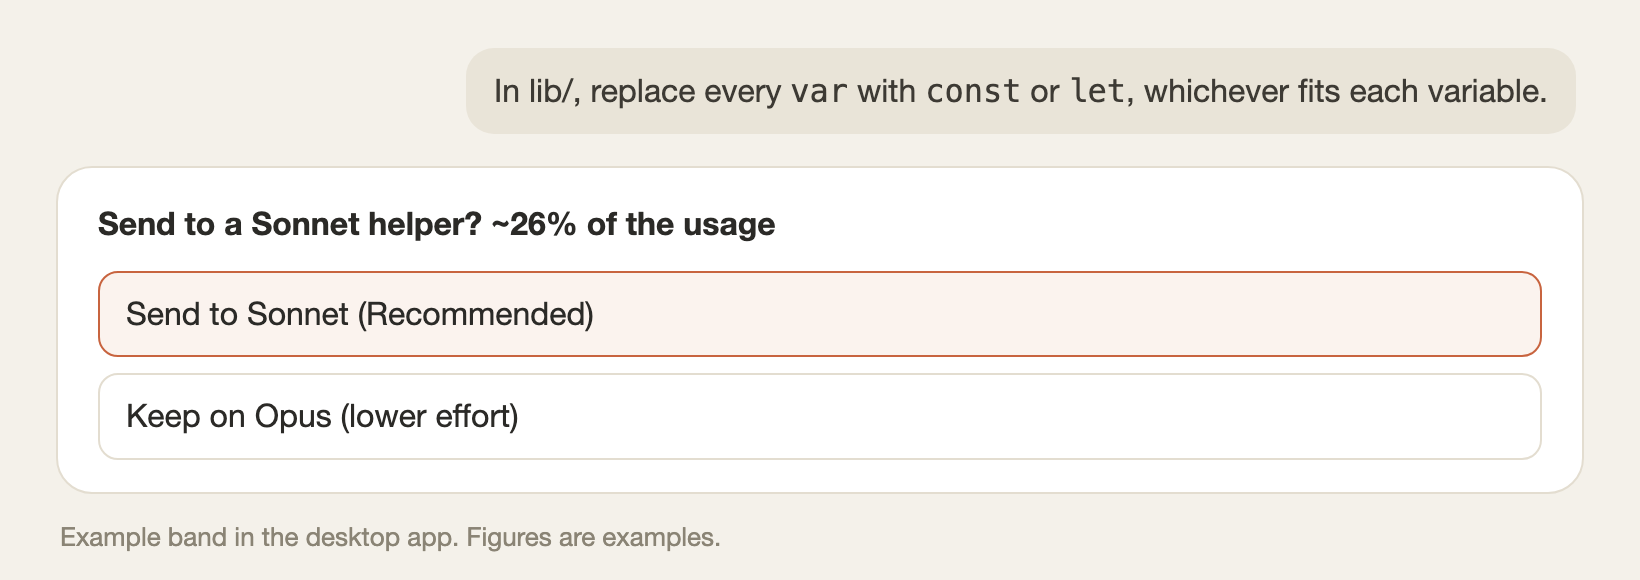 In lib/, replace every var with const or let, whichever fits each variable.
Send to a Sonnet helper? ~26% of the usage
Send to Sonnet (Recommended)
Keep on Opus (lower effort)
Example band in the desktop app. Figures are examples.